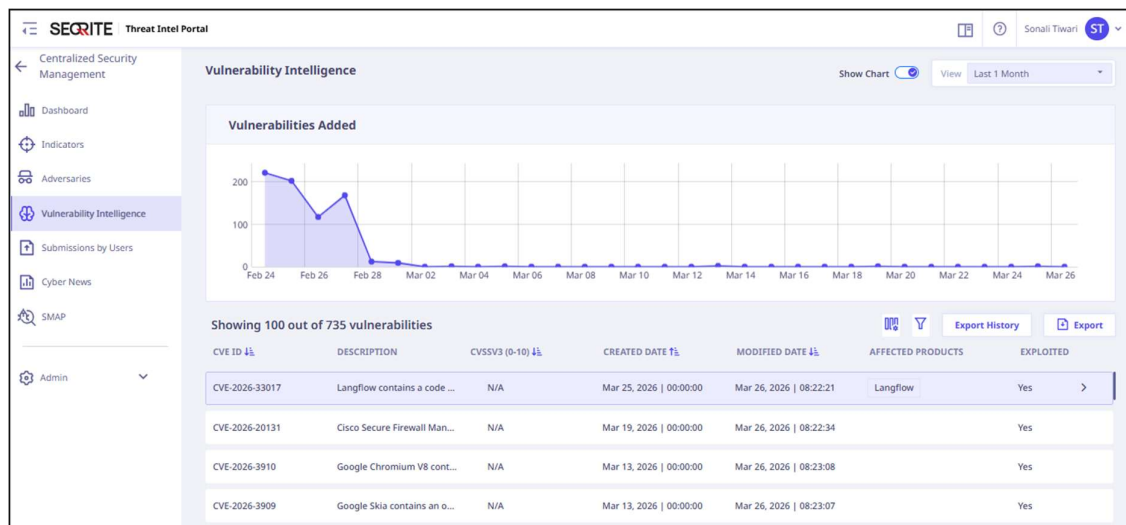 SEQRITE Threat Intel Portal
Sonali Tiwari ST
Centralized Security
Management
Dashboard
Indicators
Adversaries
Vulnerability Intelligence
Submissions by Users
Cyber News
SMAP
Admin
Vulnerability Intelligence
Show Chart View Last 1 Month
Vulnerabilities Added
200
100
0
Feb 24 Feb 26 Feb 28 Mar 02 Mar 04 Mar 06 Mar 08 Mar 10 Mar 12 Mar 14 Mar 16 Mar 18 Mar 20 Mar 22 Mar 24 Mar 26
Showing 100 out of 735 vulnerabilities
Export History Export
CVE ID DESCRIPTION CVSSV3 (0-10) CREATED DATE MODIFIED DATE AFFECTED PRODUCTS EXPLOITED
CVE-2026-33017 Langflow contains a code ... N/A Mar 25, 2026 | 00:00:00 Mar 26, 2026 | 08:22:21 Langflow Yes
CVE-2026-20131 Cisco Secure Firewall Man... N/A Mar 19, 2026 | 00:00:00 Mar 26, 2026 | 08:22:34 Yes
CVE-2026-3910 Google Chromium V8 cont... N/A Mar 13, 2026 | 00:00:00 Mar 26, 2026 | 08:23:08 Yes
CVE-2026-3909 Google Skia contains an o... N/A Mar 13, 2026 | 00:00:00 Mar 26, 2026 | 08:23:07 Yes